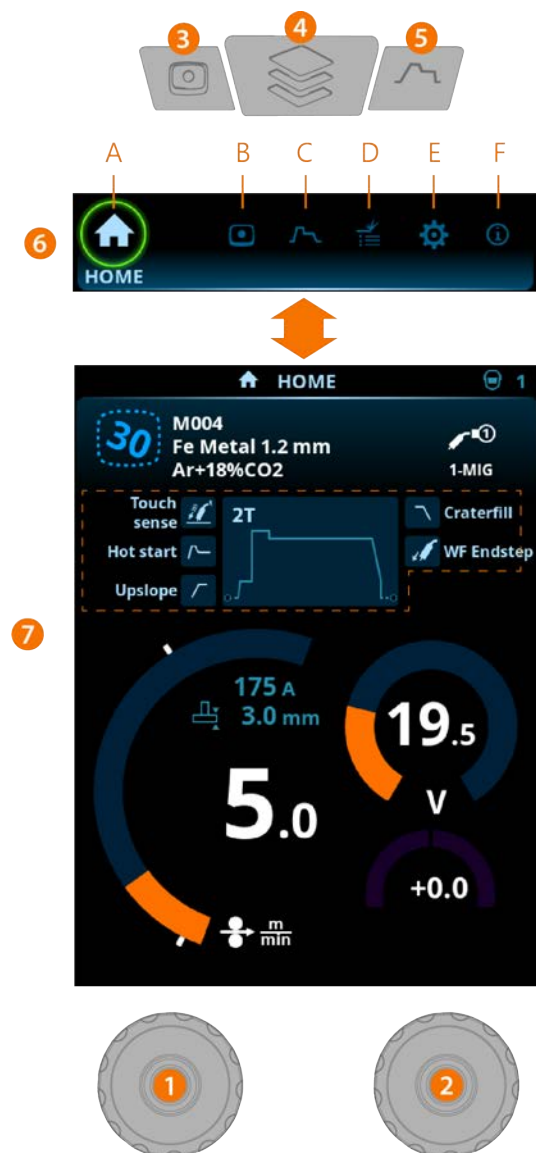 3
4
5
A B C D E F
6
HOME
HOME 1
30
M004
Fe Metal 1.2 mm
Ar+18%CO2
1
1-MIG
Touch
sense
2T
Craterfill
Hot start
WF Endstep
Upslope
7
175 A
3.0 mm
19.5
5.0
V
+0.0
m
min
1
2